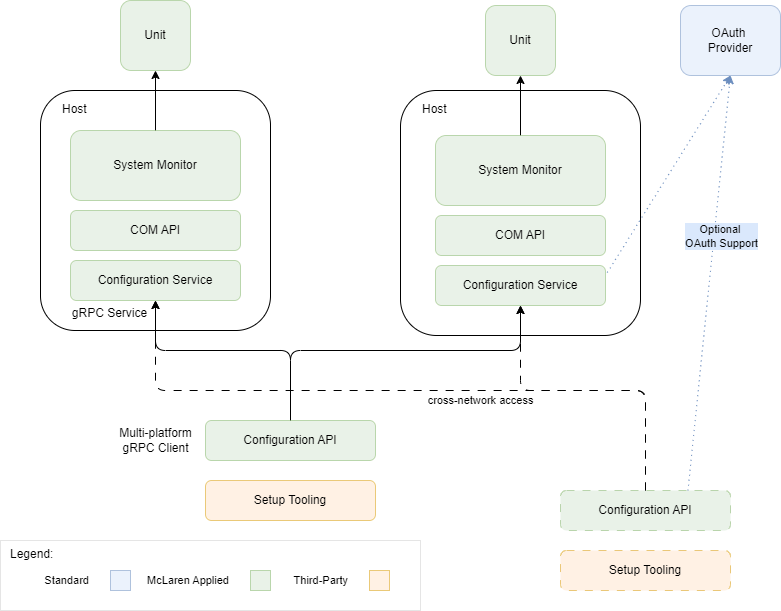 Unit
Unit
OAuth
Provider
Host
Host
System Monitor
System Monitor
COM API
COM API
Optional
OAuth Support
Configuration Service
Configuration Service
gRPC Service
cross-network access
Multi-platform
gRPC Client
Configuration API
Setup Tooling
Configuration API
Setup Tooling
Legend:
Standard
McLaren Applied
Third-Party